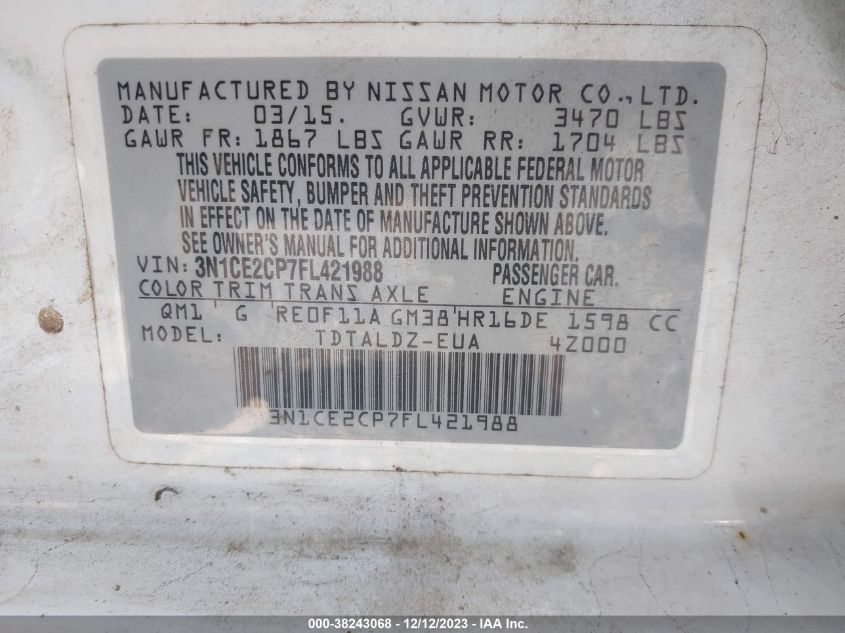 MANUFACTURED BY NISSAN MOTOR CO., LTD.
DATE: 03/15. GVWR: 3470 LBS
GAWR FR: 1867 LBS GAWR RR: 1704 LBS
THIS VEHICLE CONFORMS TO ALL APPLICABLE FEDERAL MOTOR
VEHICLE SAFETY, BUMPER AND THEFT PREVENTION STANDARDS
IN EFFECT ON THE DATE OF MANUFACTURE SHOWN ABOVE.
SEE OWNER'S MANUAL FOR ADDITIONAL INFORMATION.
VIN: 3N1CE2CP7FL421988 PASSENGER CAR.
COLOR TRIM TRANS AXLE ENGINE
QM1 G RE0F11A GM38 HR16DE 1598 CC
MODEL: TDTALDZ-EUA 4Z000
3N1CE2CP7FL421988
000-38243068 - 12/12/2023 - IAA Inc.